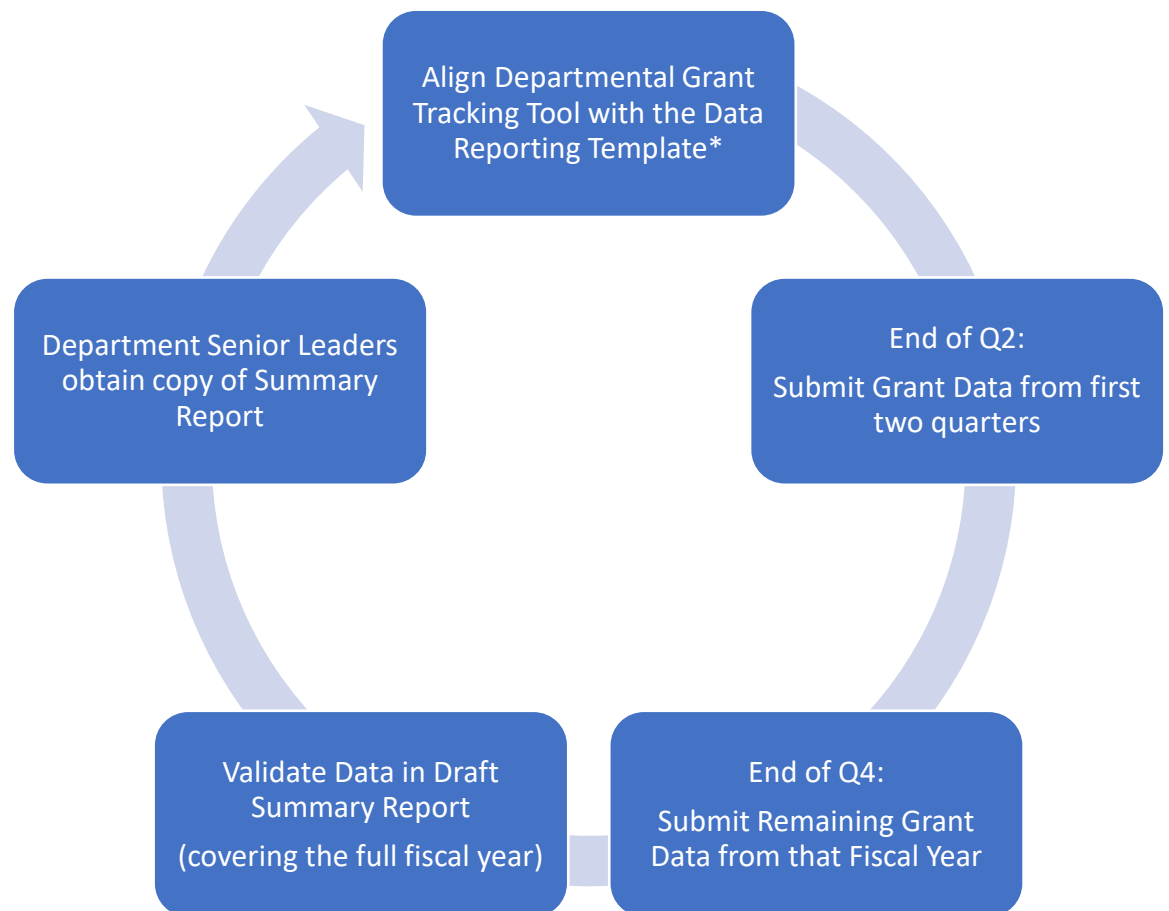 Align Departmental Grant
Tracking Tool with the Data
Reporting Template*
End of Q2:
Submit Grant Data from first
two quarters
End of Q4:
Submit Remaining Grant
Data from that Fiscal Year
Validate Data in Draft
Summary Report
(covering the full fiscal year)
Department Senior Leaders
obtain copy of Summary
Report